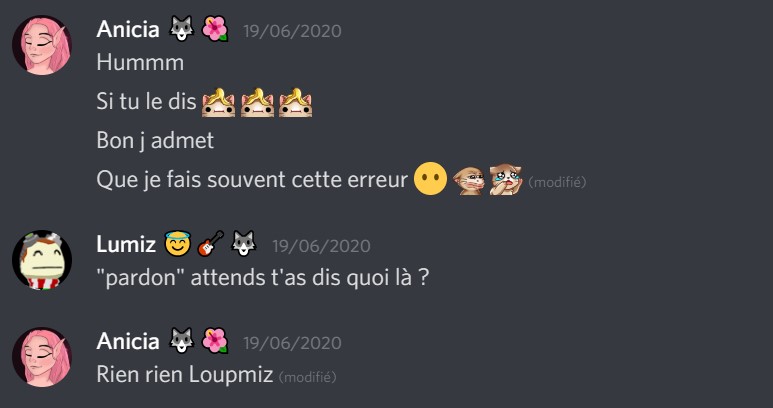 Anicia 🐺 🌺 19/06/2020
Hummm
Si tu le dis
Bon j admet
Que je fais souvent cette erreur 😶 (modifié)
Lumiz 😇 🎸 🐺 19/06/2020
"pardon" attends t'as dis quoi là ?
Anicia 🐺 🌺 19/06/2020
Rien rien Loupmiz (modifié)